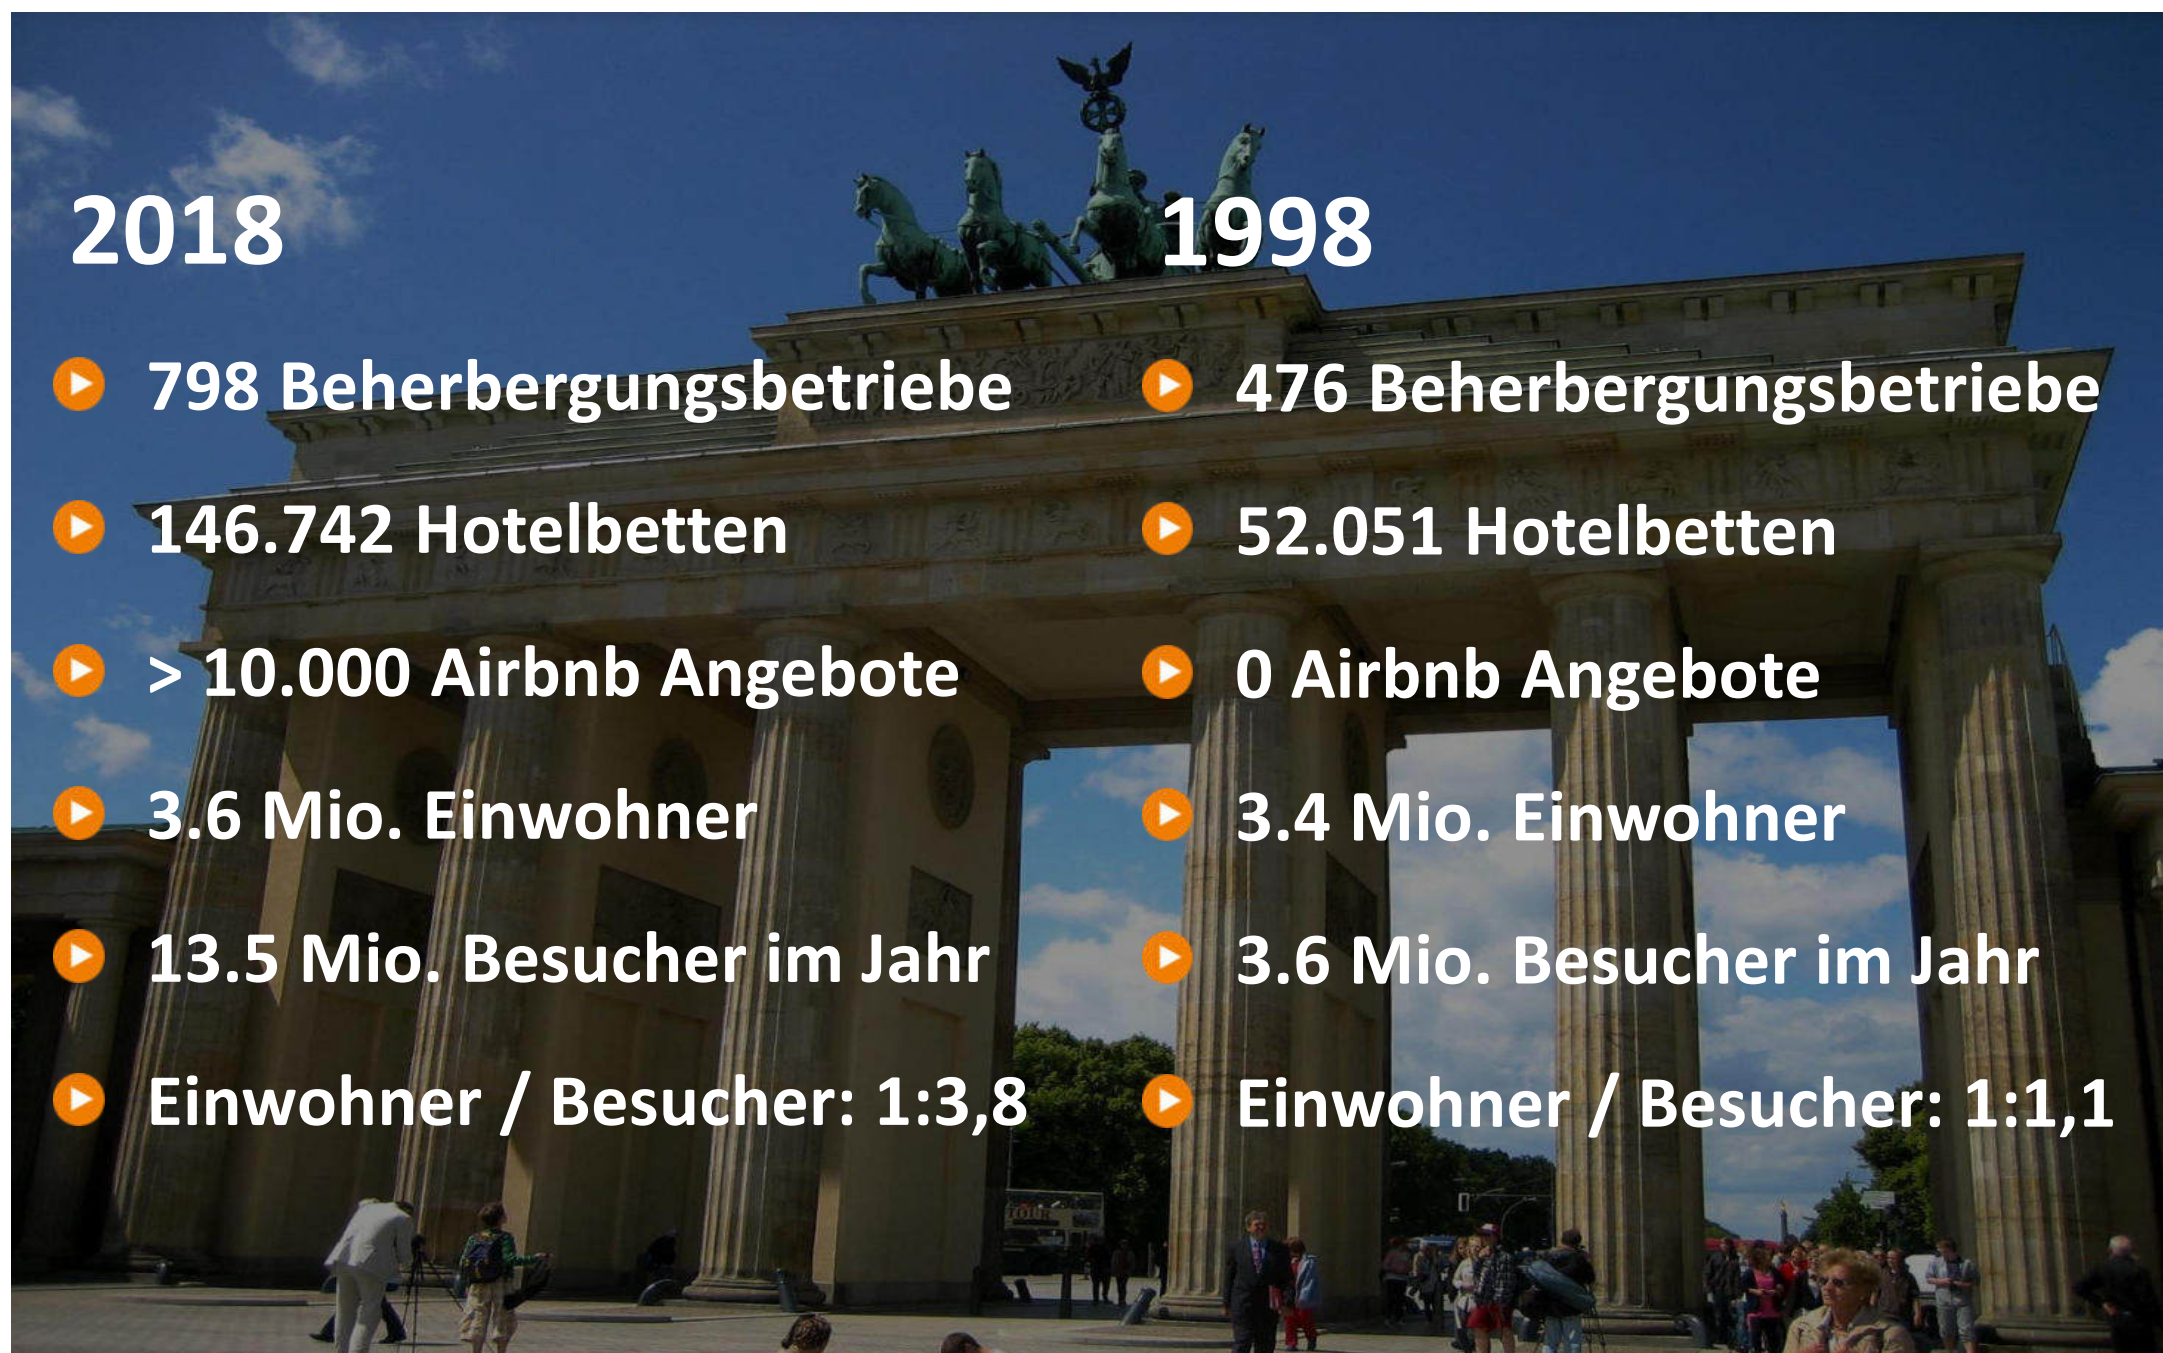 2018
798 Beherbergungsbetriebe
146.742 Hotelbetten
> 10.000 Airbnb Angebote
3.6 Mio. Einwohner
13.5 Mio. Besucher im Jahr
Einwohner / Besucher: 1:3,8
1998
476 Beherbergungsbetriebe
52.051 Hotelbetten
0 Airbnb Angebote
3.4 Mio. Einwohner
3.6 Mio. Besucher im Jahr
Einwohner / Besucher: 1:1,1
TOUR